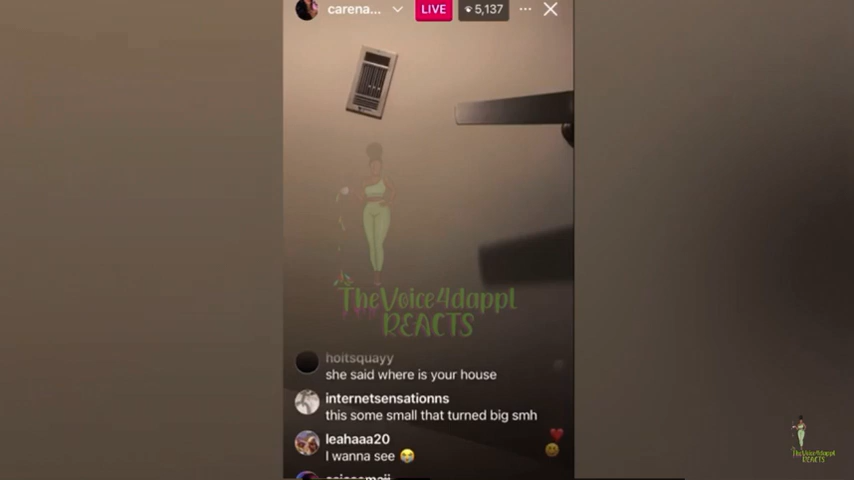 carena...
LIVE
5,137
TheVoice4dappL
REACTS
hoitsquayy
she said where is your house
internetsensationns
this some small that turned big smh
leahaaa20
I wanna see 😭
TheVoice4dappL
REACTS